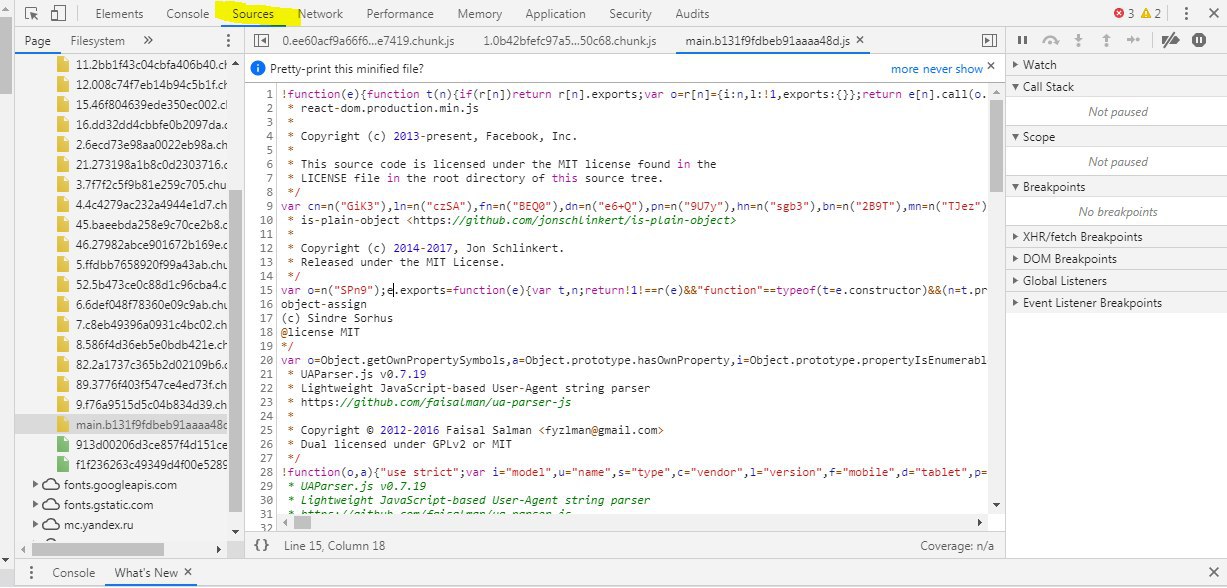 Elements Console Sources Network Performance Memory Application Security Audits 3 2
Page Filesystem » 0.ee60acf9a66f6...e7419.chunk.js 1.0b42bfefc97a5...50c68.chunk.js main.b131f9fdbeb91aaaa48d.js ×
11.2bb1f43c04cbfa406b40.ch
12.008c74f7eb14b94c5b1f.c
15.46f804639ede350ec002.c
16.dd32dd4cbbfe0b2097da.c
2.6ecd73e98aa0022eb98a.ch
21.273198a1b8c0d2303716.c
3.7f7f2c5f9b81e259c705.chu
4.4c4279ac232a4944e1d7.ch
45.baeebda258e9c70ce2b8.c
46.27982abce901672b169e.c
5.ffdbb7658920f99a43ab.chu
52.5b473ce0c88d1c96cba4.c
6.6def048f78360e09c9ab.chu
7.c8eb49396a0931c4bc02.ch
8.586f4d36eb5e0bdb421e.ch
82.2a1737c365b2d02109b6.c
89.3776f403f547ce4ed73f.ch
9.f76a9515d5c04b834d39.ch
main.b131f9fdbeb91aaaa48d
913d00206d3ce857f4d151ce
f1f236263c49349d4f00e5289
fonts.googleapis.com
fonts.gstatic.com
mc.yandex.ru
Pretty-print this minified file? more never show ×
1 !function(e){function t(n){if(r[n])return r[n].exports;var o=r[n]={i:n,l:!1,exports:{}};return e[n].call(o.
2 * react-dom.production.min.js
3 *
4 * Copyright (c) 2013-present, Facebook, Inc.
5 *
6 * This source code is licensed under the MIT license found in the
7 * LICENSE file in the root directory of this source tree.
8 */
9 var cn=n("GiK3"),ln=n("czSA"),fn=n("BEQ0"),dn=n("e6+Q"),pn=n("9U7y"),hn=n("sgb3"),bn=n("2B9T"),mn=n("TJez")
10 * is-plain-object <https://github.com/jonschlinkert/is-plain-object>
11 *
12 * Copyright (c) 2014-2017, Jon Schlinkert.
13 * Released under the MIT License.
14 */
15 var o=n("SPn9");e.exports=function(e){var t,n;return!1!==r(e)&&"function"==typeof(t=e.constructor)&&(n=t.pr
16 object-assign
17 (c) Sindre Sorhus
18 @license MIT
19 */
20 var o=Object.getOwnPropertySymbols,a=Object.prototype.hasOwnProperty,i=Object.prototype.propertyIsEnumerabl
21 * UAParser.js v0.7.19
22 * Lightweight JavaScript-based User-Agent string parser
23 * https://github.com/faisalman/ua-parser-js
24 *
25 * Copyright © 2012-2016 Faisal Salman <fyzlman@gmail.com>
26 * Dual licensed under GPLv2 or MIT
27 */
28 !function(o,a){"use strict";var i="model",u="name",s="type",c="vendor",l="version",f="mobile",d="tablet",p=
29 * UAParser.js v0.7.19
30 * Lightweight JavaScript-based User-Agent string parser
31 * https://github.com/faisalman/ua-parser-js
32
{} Line 15, Column 18 Coverage: n/a
Watch
Call Stack
Not paused
Scope
Not paused
Breakpoints
No breakpoints
XHR/fetch Breakpoints
DOM Breakpoints
Global Listeners
Event Listener Breakpoints
Console What's New ×